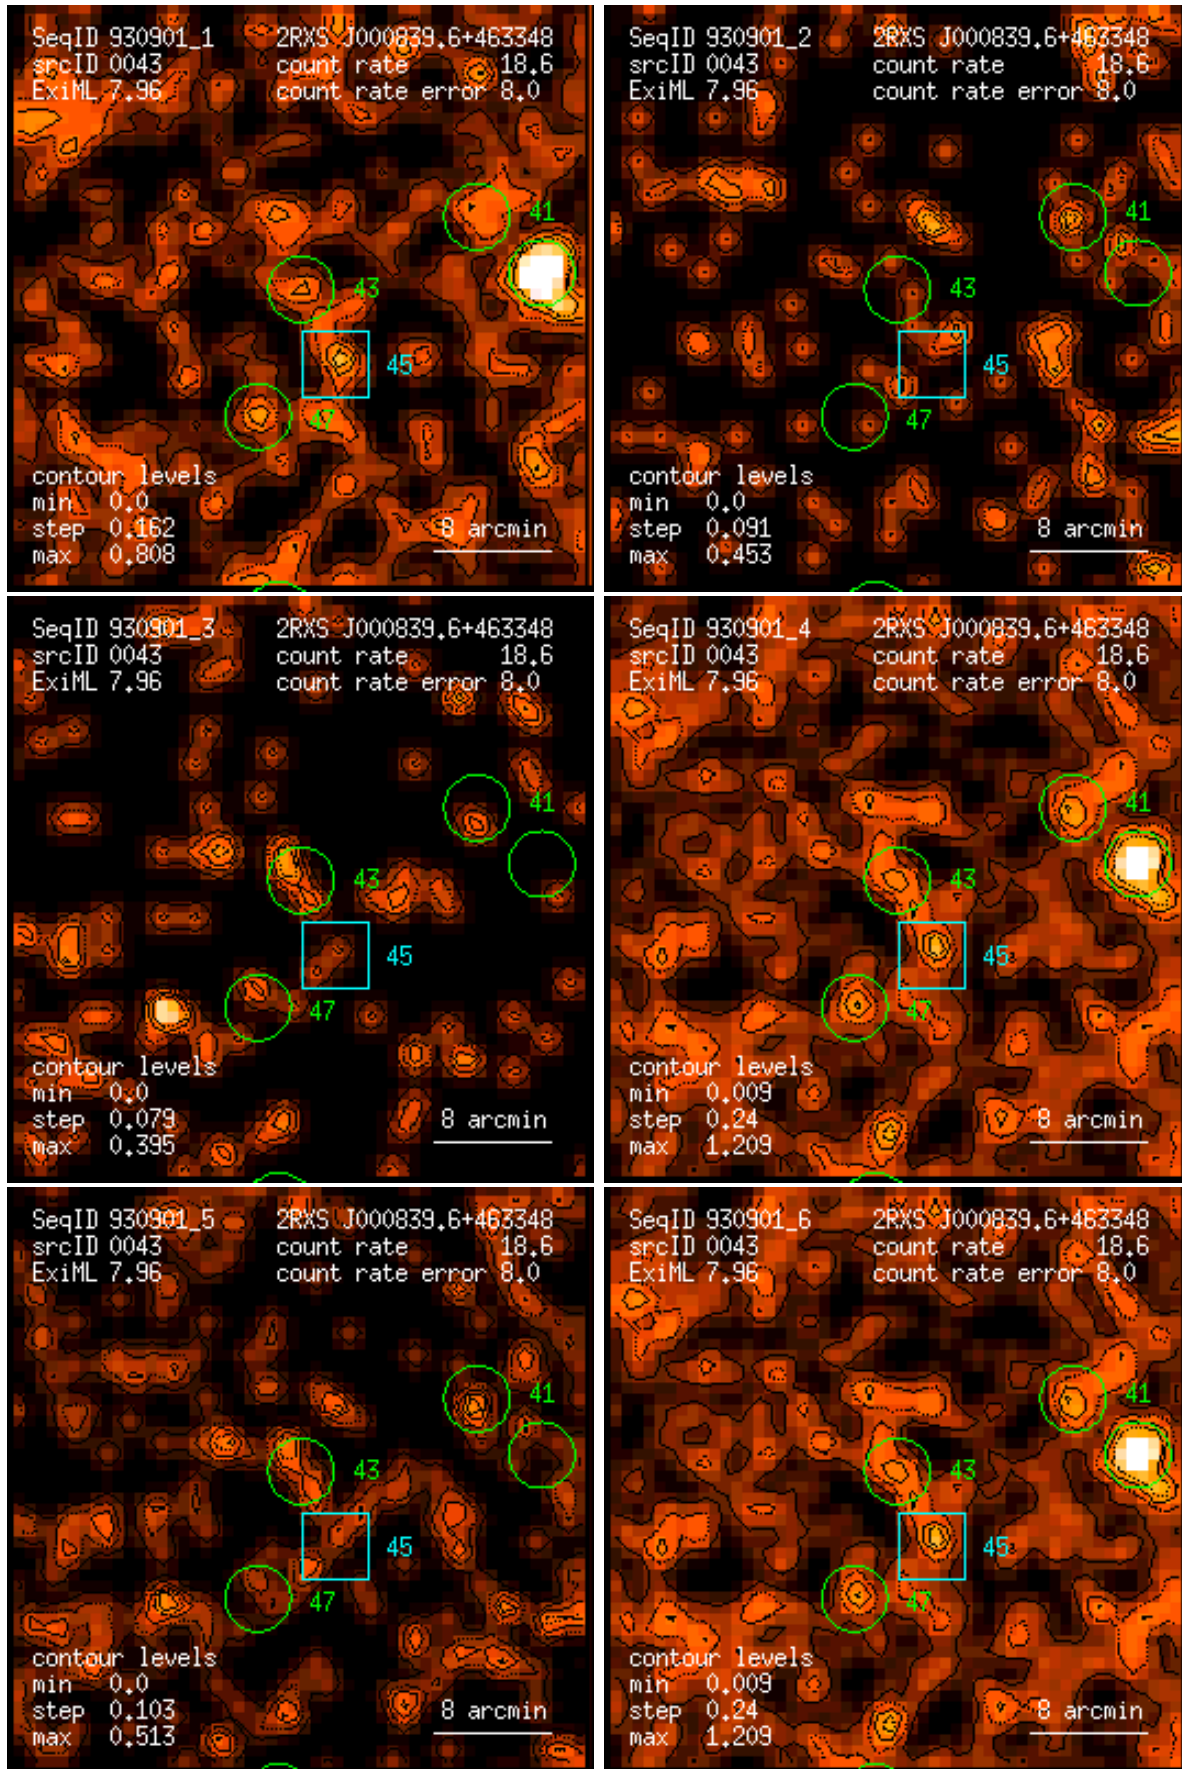 SeqID 930901_1 2RXS J000839.6+463348
srcID 0043 count rate 18.6
ExiML 7.96 count rate error 8.0
41
43
45
47
contour levels
min 0.0
step 0.162
max 0.808
8 arcmin
SeqID 930901_2 2RXS J000839.6+463348
srcID 0043 count rate 18.6
ExiML 7.96 count rate error 8.0
41
43
45
47
contour levels
min 0.0
step 0.091
max 0.453
8 arcmin
SeqID 930901_3 2RXS J000839.6+463348
srcID 0043 count rate 18.6
ExiML 7.96 count rate error 8.0
41
43
45
47
contour levels
min 0.0
step 0.079
max 0.395
8 arcmin
SeqID 930901_4 2RXS J000839.6+463348
srcID 0043 count rate 18.6
ExiML 7.96 count rate error 8.0
41
43
45
47
contour levels
min 0.009
step 0.24
max 1.209
8 arcmin
SeqID 930901_5 2RXS J000839.6+463348
srcID 0043 count rate 18.6
ExiML 7.96 count rate error 8.0
41
43
45
47
contour levels
min 0.0
step 0.103
max 0.513
8 arcmin
SeqID 930901_6 2RXS J000839.6+463348
srcID 0043 count rate 18.6
ExiML 7.96 count rate error 8.0
41
43
45
47
contour levels
min 0.009
step 0.24
max 1.209
8 arcmin